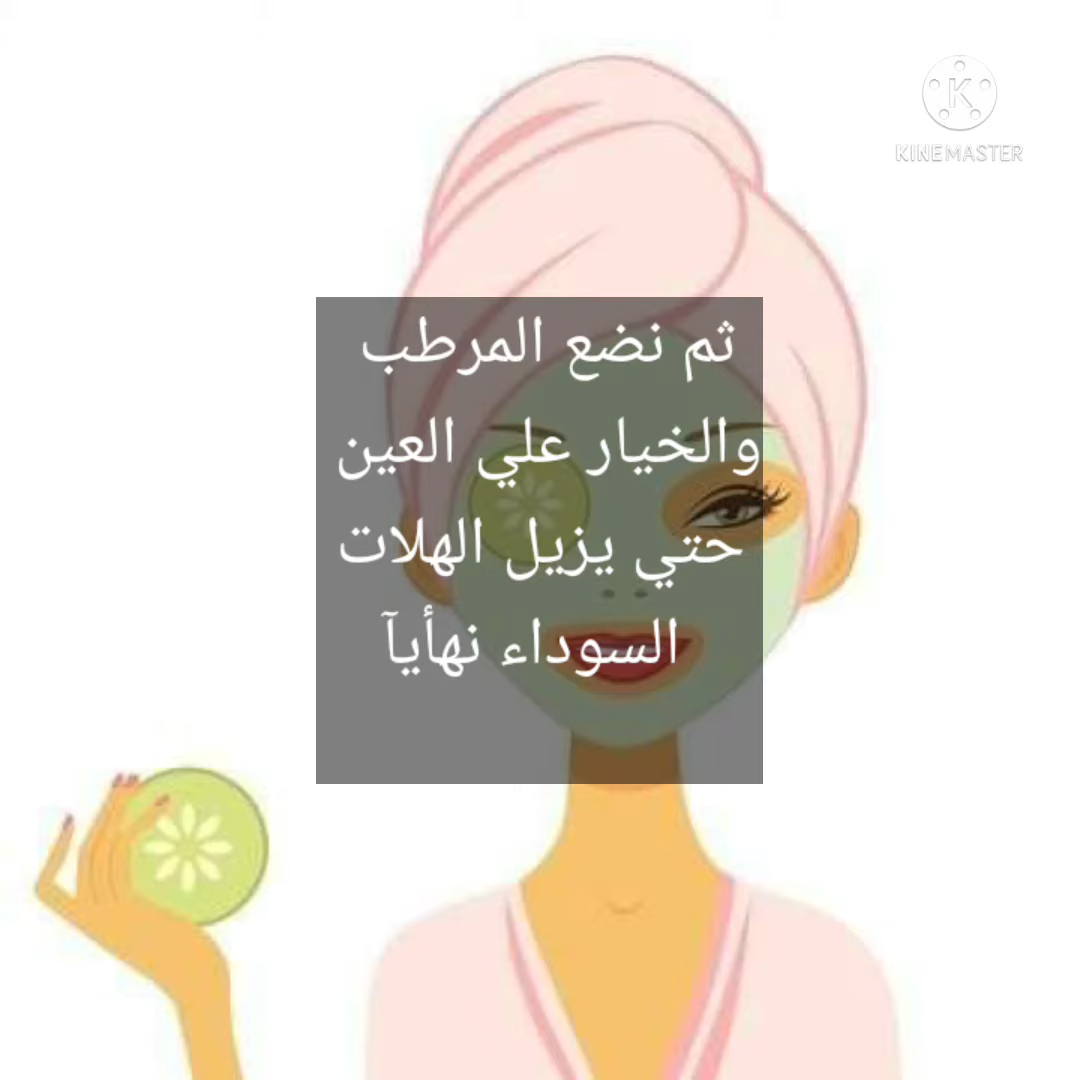 ثم نضع المرطب
والخيار علي العين
حتي يزيل الهلات
السوداء نهأيآ
K
KINEMASTER